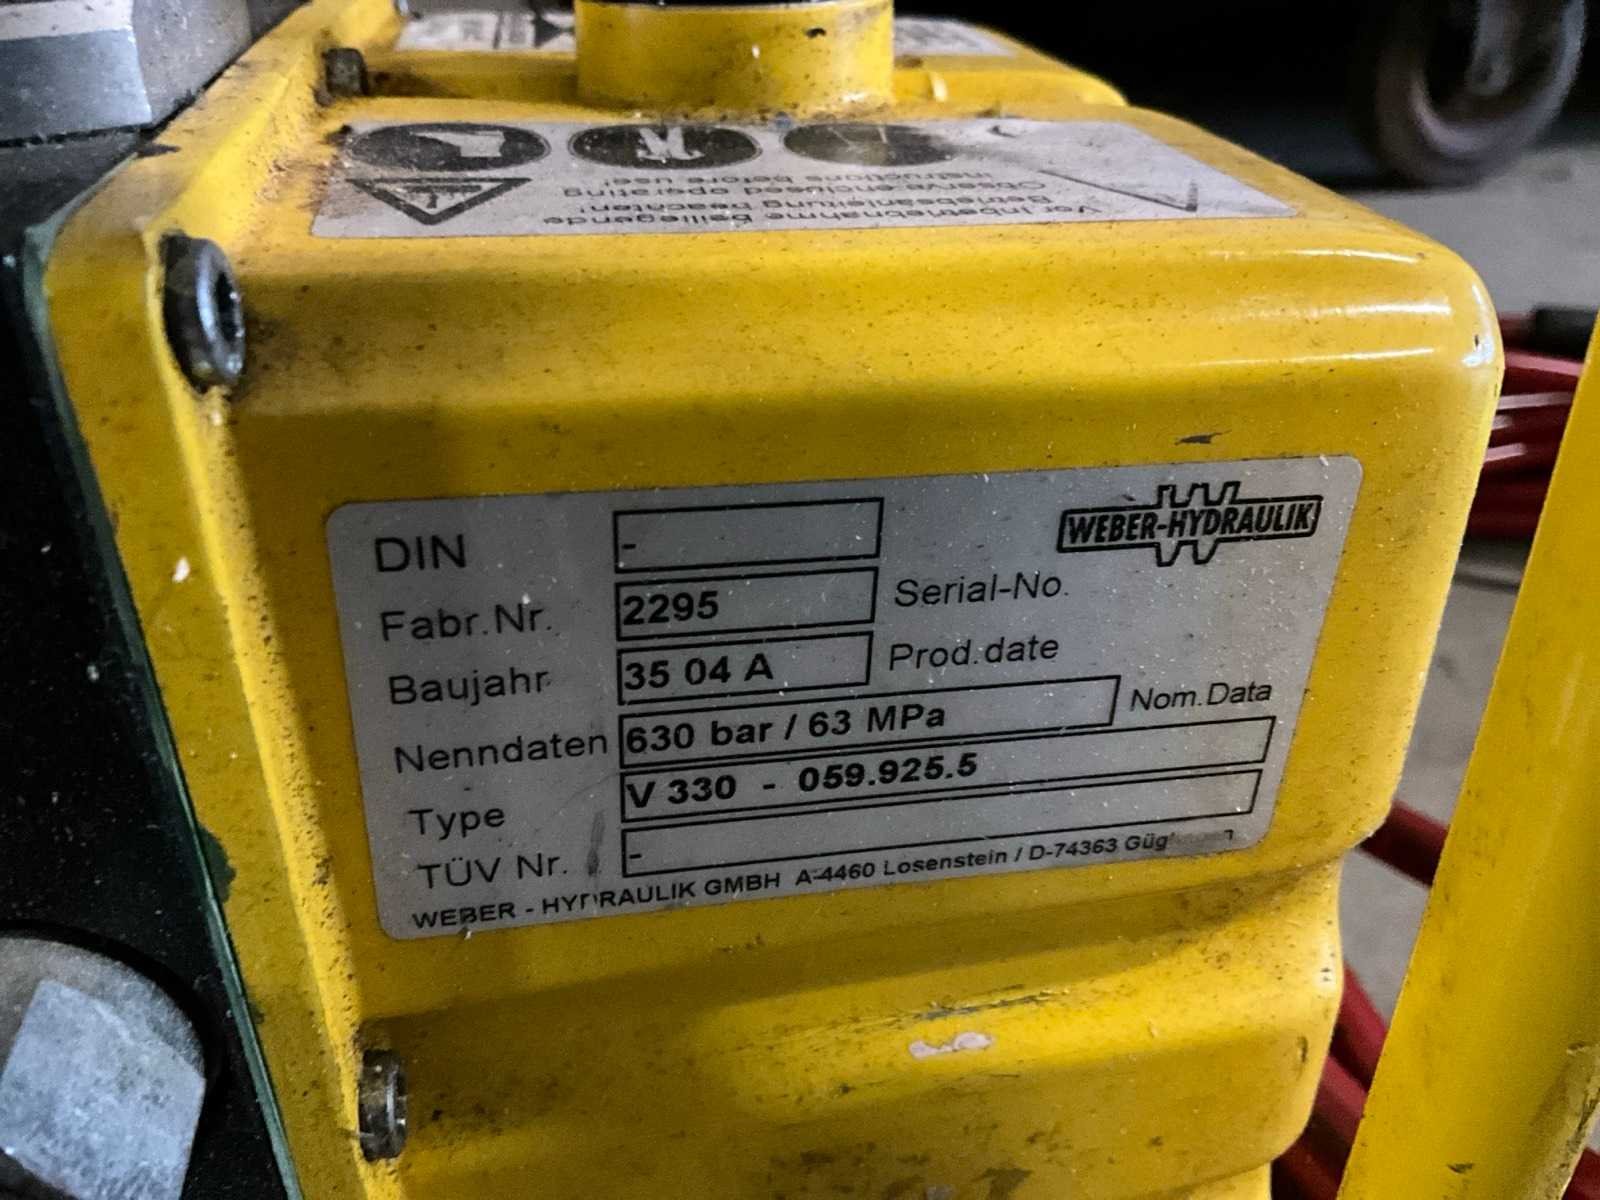 Vor Inbetriebnahme beiliegende
Betriebsanleitung beachten!
Observe enclosed operating
instructions before use!
WEBER-HYDRAULIK
DIN -
Fabr.Nr. 2295 Serial-No.
Baujahr 35 04 A Prod.date
Nenndaten 630 bar / 63 MPa Nom.Data
Type V 330 - 059.925.5
TÜV Nr. -
WEBER - HYDRAULIK GMBH A-4460 Losenstein / D-74363